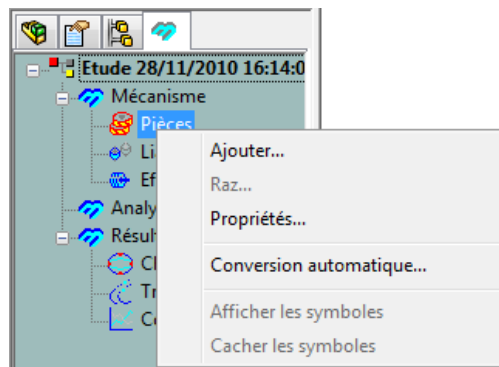 Etude 28/11/2010 16:14:0
Mécanisme
Pièces
Li
Ajouter...
Ef
Raz...
Analy
Propriétés...
Résul
Cl
Conversion automatique...
Tr
Afficher les symboles
Cacher les symboles